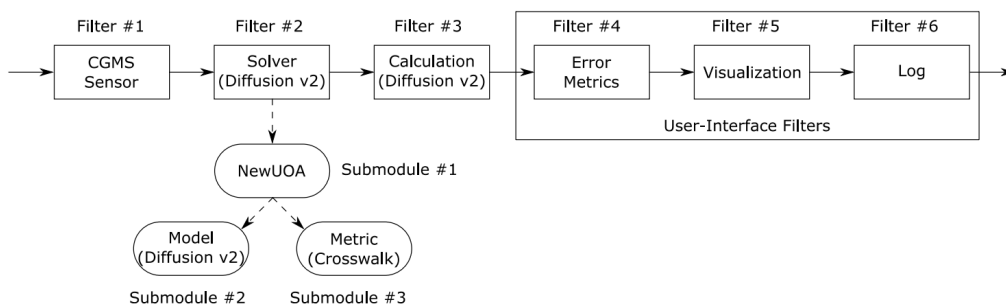 Filter #1
Filter #2
Filter #3
Filter #4
Filter #5
Filter #6
CGMS
Sensor
Solver
(Diffusion v2)
Calculation
(Diffusion v2)
Error
Metrics
Visualization
Log
User-Interface Filters
NewUOA
Submodule #1
Model
(Diffusion v2)
Metric
(Crosswalk)
Submodule #2
Submodule #3